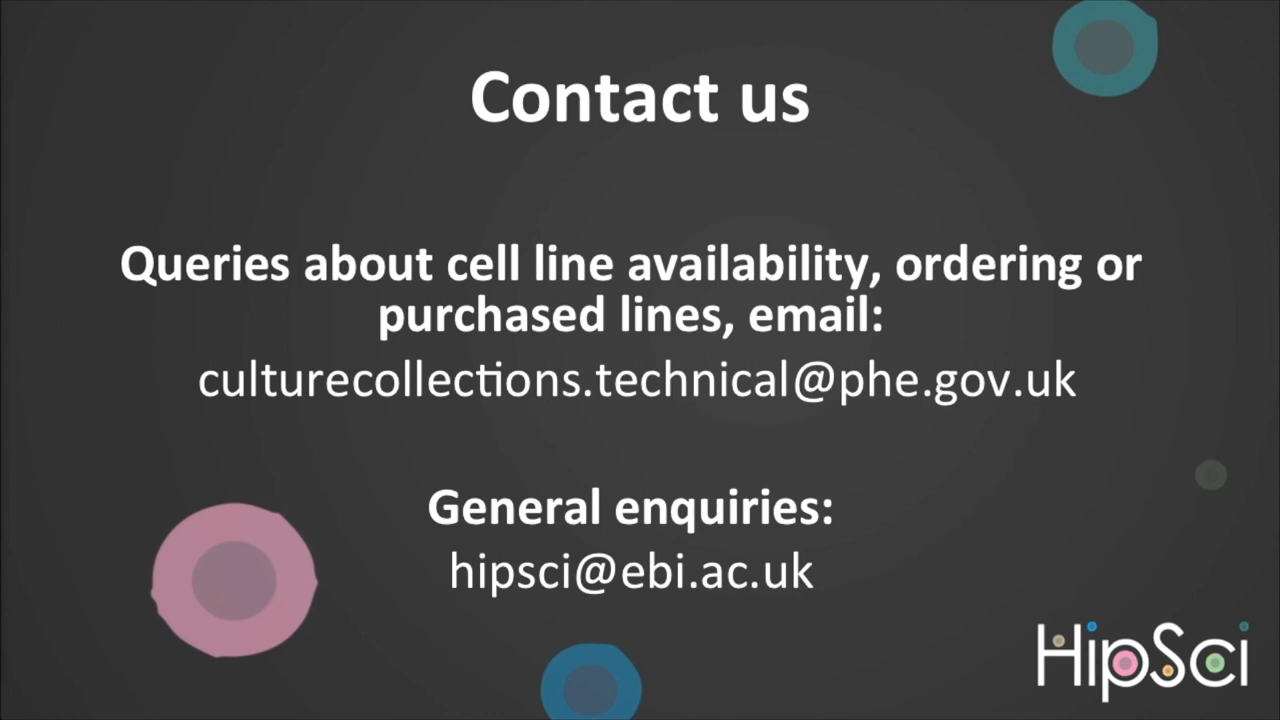 Contact us
Queries about cell line availability, ordering or
purchased lines, email:
culturecollections.technical@phe.gov.uk
General enquiries:
hipsci@ebi.ac.uk
HipSci